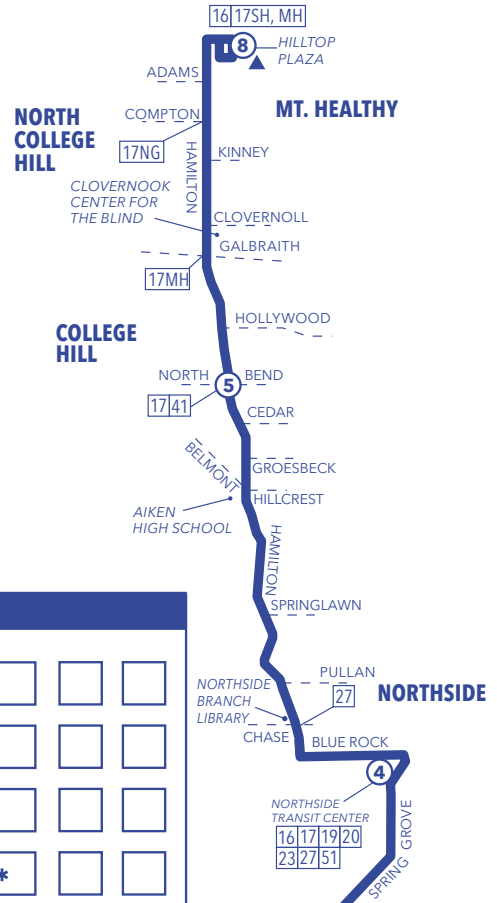 16 17SH, MH
8
HILLTOP
PLAZA
ADAMS
MT. HEALTHY
COMPTON
NORTH
COLLEGE
HILL
17NG
HAMILTON
KINNEY
CLOVERNOOK
CENTER FOR
THE BLIND
CLOVERNOLL
GALBRAITH
17MH
HOLLYWOOD
COLLEGE
HILL
NORTH
5
BEND
17 41
CEDAR
BELMONT
GROESBECK
HILLCREST
AIKEN
HIGH SCHOOL
HAMILTON
SPRINGLAWN
PULLAN
NORTHSIDE
BRANCH
LIBRARY
27
NORTHSIDE
CHASE
BLUE ROCK
4
NORTHSIDE
TRANSIT CENTER
16 17 19 20
23 27 51
SPRING GROVE
*